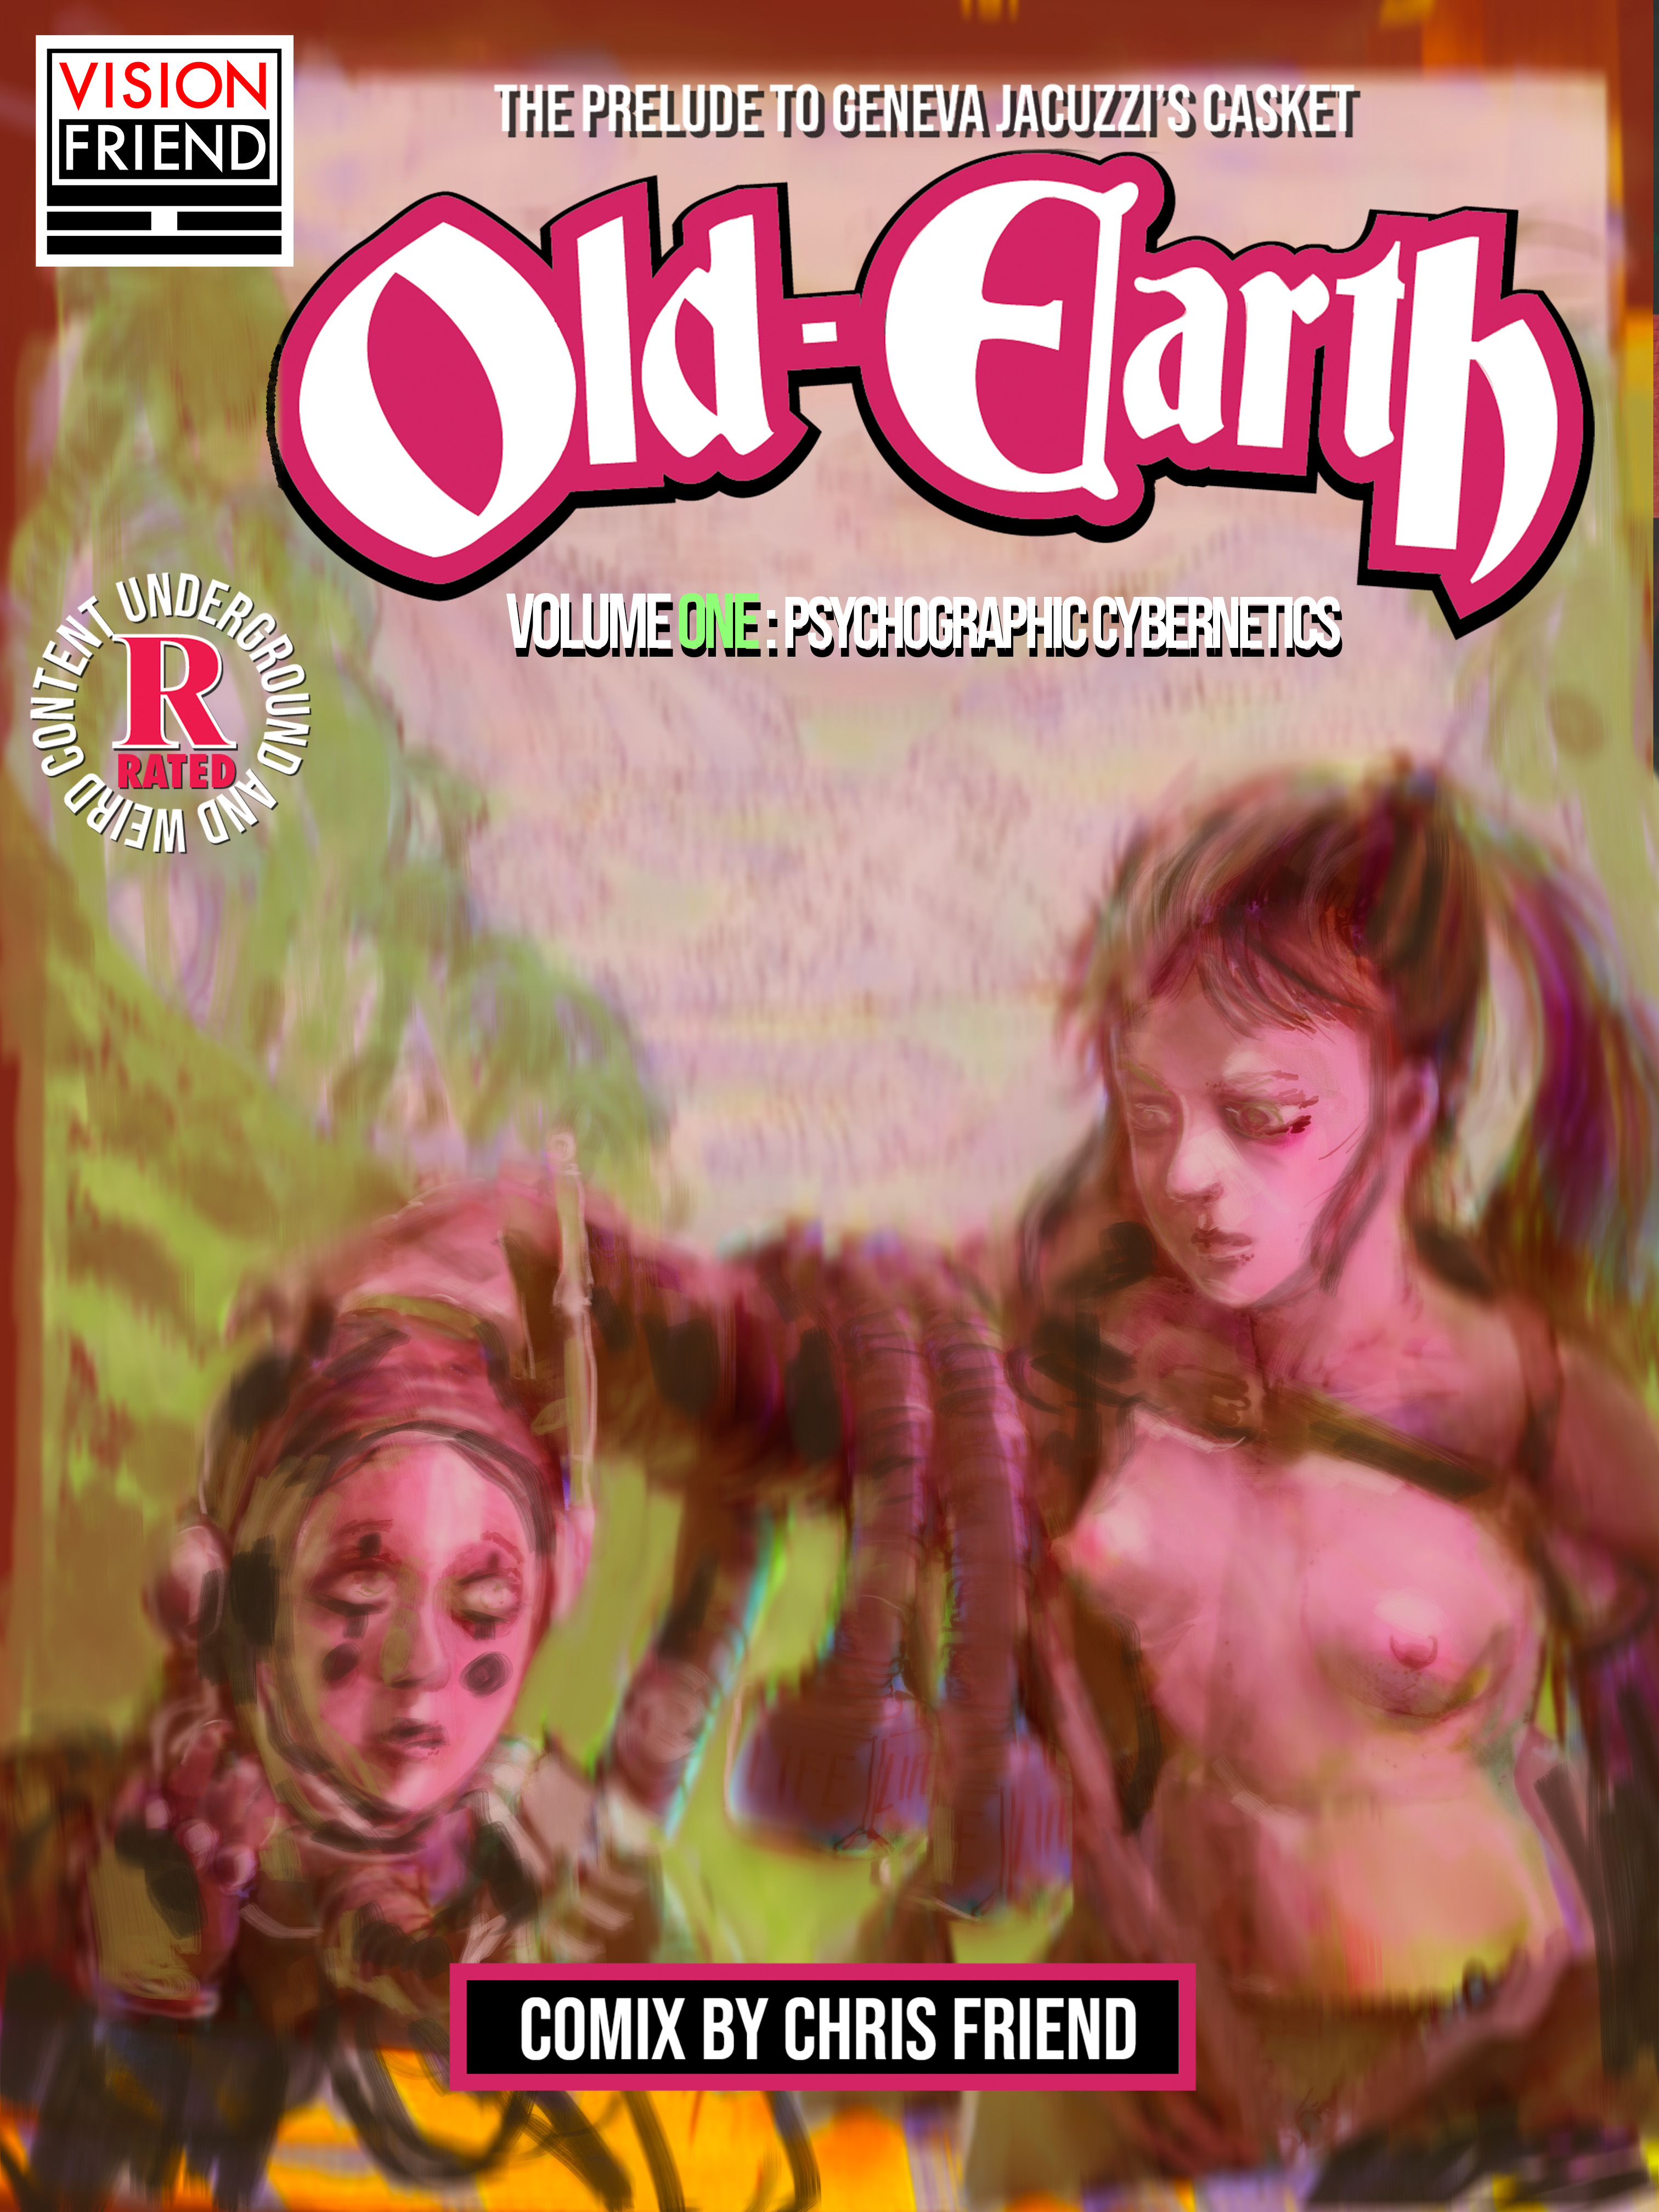 VISION
FRIEND
THE PRELUDE TO GENEVA JACUZZI'S CASKET
Old-Earth
VOLUME ONE : PSYCHOGRAPHIC CYBERNETICS
CONTENT UNDERGROUND AND WEIRD
R
RATED
COMIX BY CHRIS FRIEND